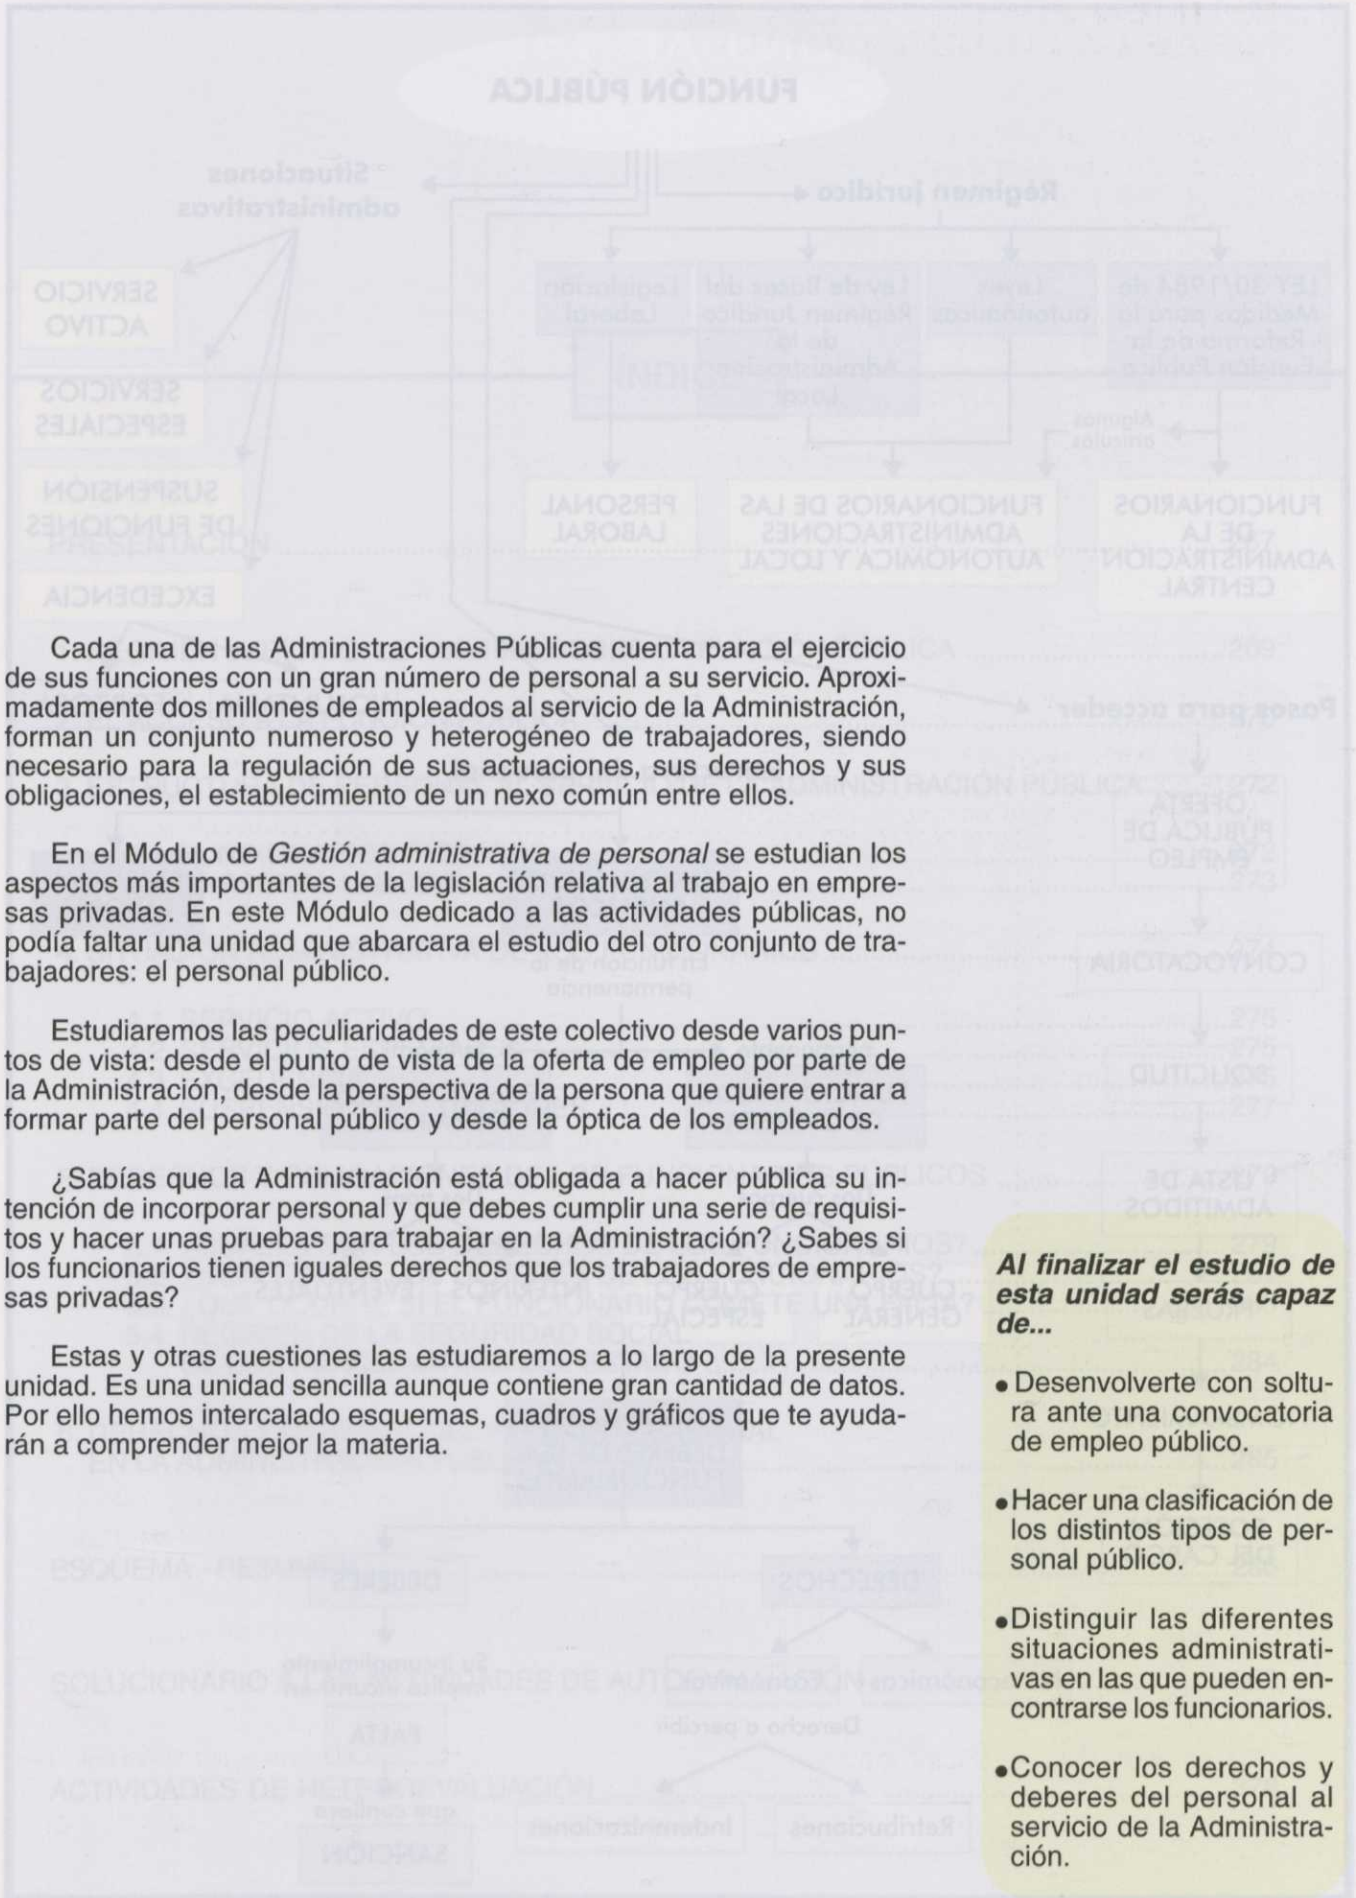 Cada una de las Administraciones Públicas cuenta para el ejercicio
de sus funciones con un gran número de personal a su servicio. Aproxi-
madamente dos millones de empleados al servicio de la Administración,
forman un conjunto numeroso y heterogéneo de trabajadores, siendo
necesario para la regulación de sus actuaciones, sus derechos y sus
obligaciones, el establecimiento de un nexo común entre ellos.
En el Módulo de Gestión administrativa de personal se estudian los
aspectos más importantes de la legislación relativa al trabajo en empre-
sas privadas. En este Módulo dedicado a las actividades públicas, no
podía faltar una unidad que abarcara el estudio del otro conjunto de tra-
bajadores: el personal público.
Estudiaremos las peculiaridades de este colectivo desde varios pun-
tos de vista: desde el punto de vista de la oferta de empleo por parte de
la Administración, desde la perspectiva de la persona que quiere entrar a
formar parte del personal público y desde la óptica de los empleados.
¿Sabías que la Administración está obligada a hacer pública su in-
tención de incorporar personal y que debes cumplir una serie de requisi-
tos y hacer unas pruebas para trabajar en la Administración? ¿Sabes si
los funcionarios tienen iguales derechos que los trabajadores de empre-
sas privadas?
Estas y otras cuestiones las estudiaremos a lo largo de la presente
unidad. Es una unidad sencilla aunque contiene gran cantidad de datos.
Por ello hemos intercalado esquemas, cuadros y gráficos que te ayuda-
rán a comprender mejor la materia.
Al finalizar el estudio de
esta unidad serás capaz
de...
● Desenvolverte con soltu-
ra ante una convocatoria
de empleo público.
● Hacer una clasificación de
los distintos tipos de per-
sonal público.
● Distinguir las diferentes
situaciones administrati-
vas en las que pueden en-
contrarse los funcionarios.
● Conocer los derechos y
deberes del personal al
servicio de la Administra-
ción.